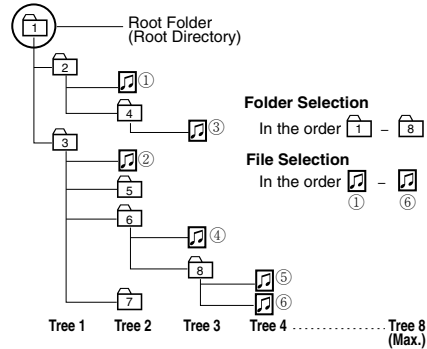 1
Root Folder
(Root Directory)
2
①
4
③
Folder Selection
In the order 1 – 8
3
②
File Selection
In the order – 
① ⑥
5
6
④
8
⑤
⑥
7
Tree 1 Tree 2 Tree 3 Tree 4 ................ Tree 8
(Max.)